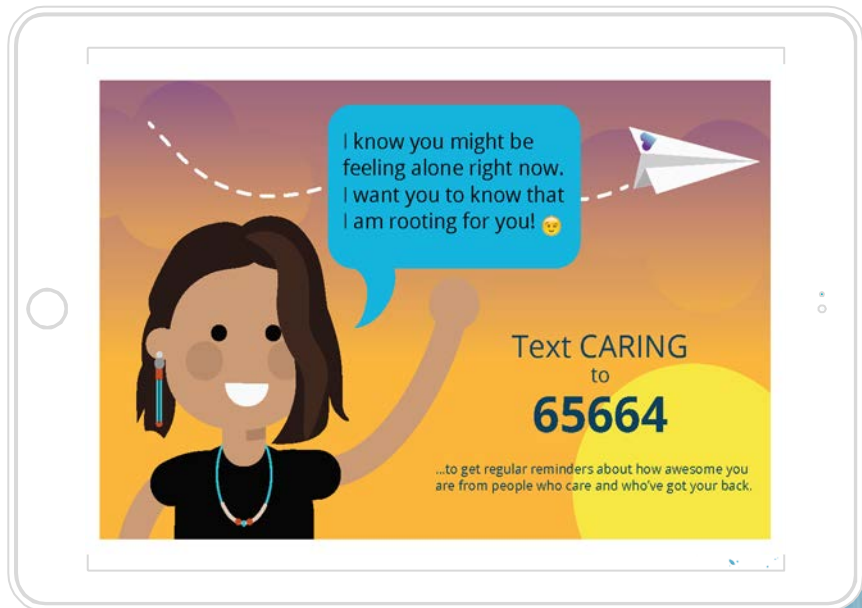 I know you might be
feeling alone right now.
I want you to know that
I am rooting for you!
Text CARING
to
65664
...to get regular reminders about how awesome you
are from people who care and who've got your back.